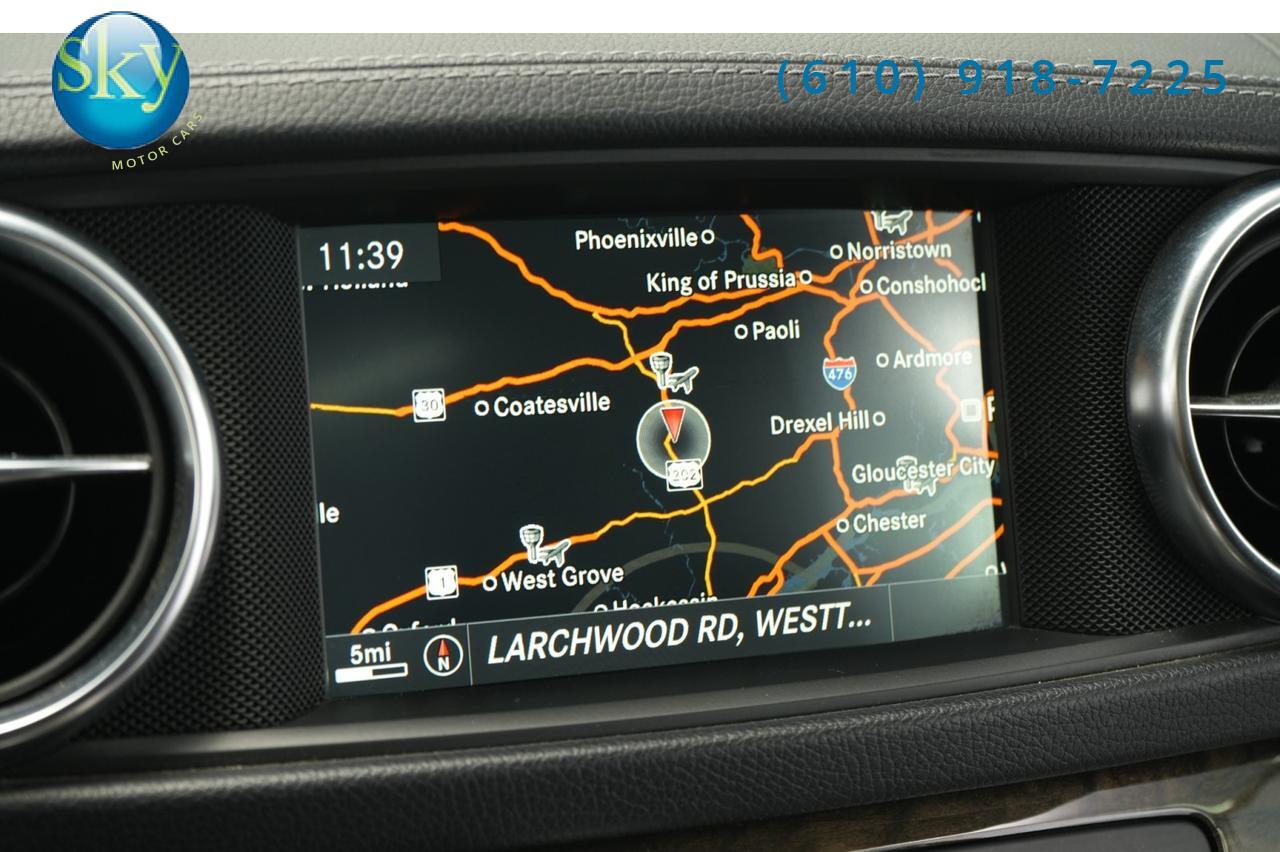 Sky
MOTOR CARS
(610) 918-7225
11:39
Phoenixville
Norristown
King of Prussia
Conshohocl
Paoli
476
Ardmore
30
Coatesville
Drexel Hill
202
Gloucester City
le
Chester
1
West Grove
5mi
N
LARCHWOOD RD, WESTT...